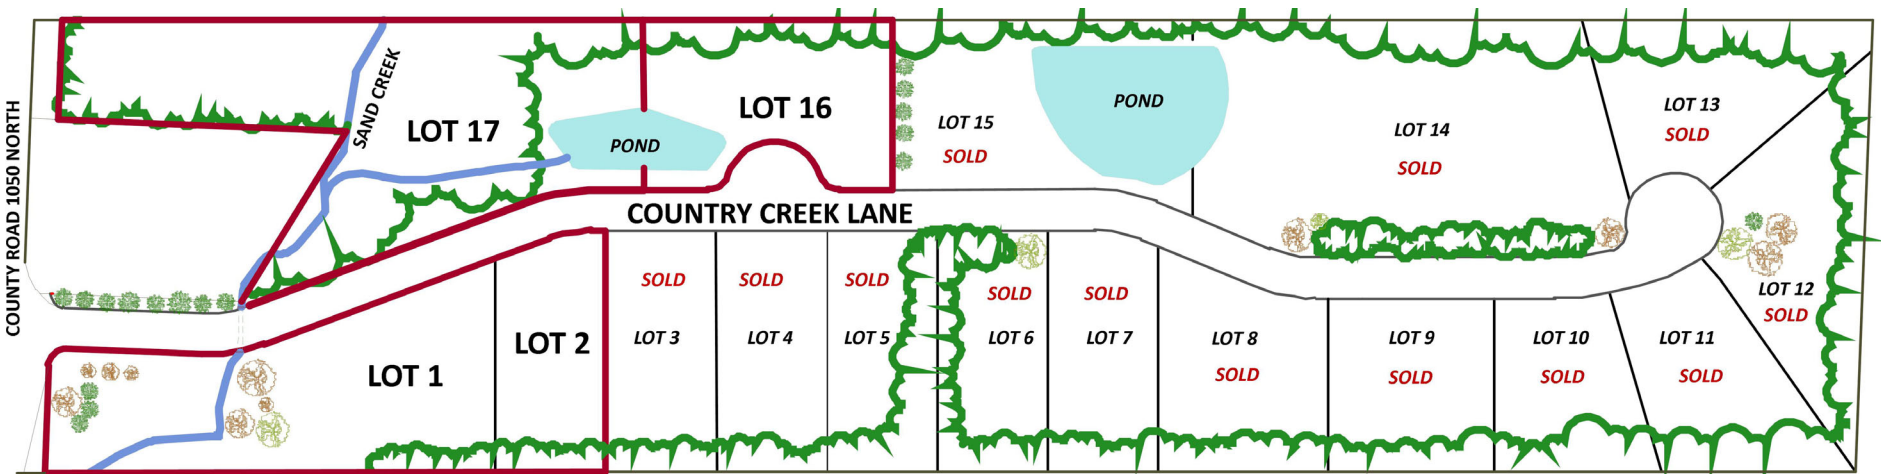 COUNTY ROAD 1050 NORTH
SAND CREEK
LOT 17
POND
LOT 16
LOT 15
SOLD
POND
LOT 14
SOLD
LOT 13
SOLD
COUNTRY CREEK LANE
LOT 12
SOLD
LOT 1
LOT 2
SOLD
LOT 3
SOLD
LOT 4
SOLD
LOT 5
SOLD
LOT 6
SOLD
LOT 7
LOT 8
SOLD
LOT 9
SOLD
LOT 10
SOLD
LOT 11
SOLD